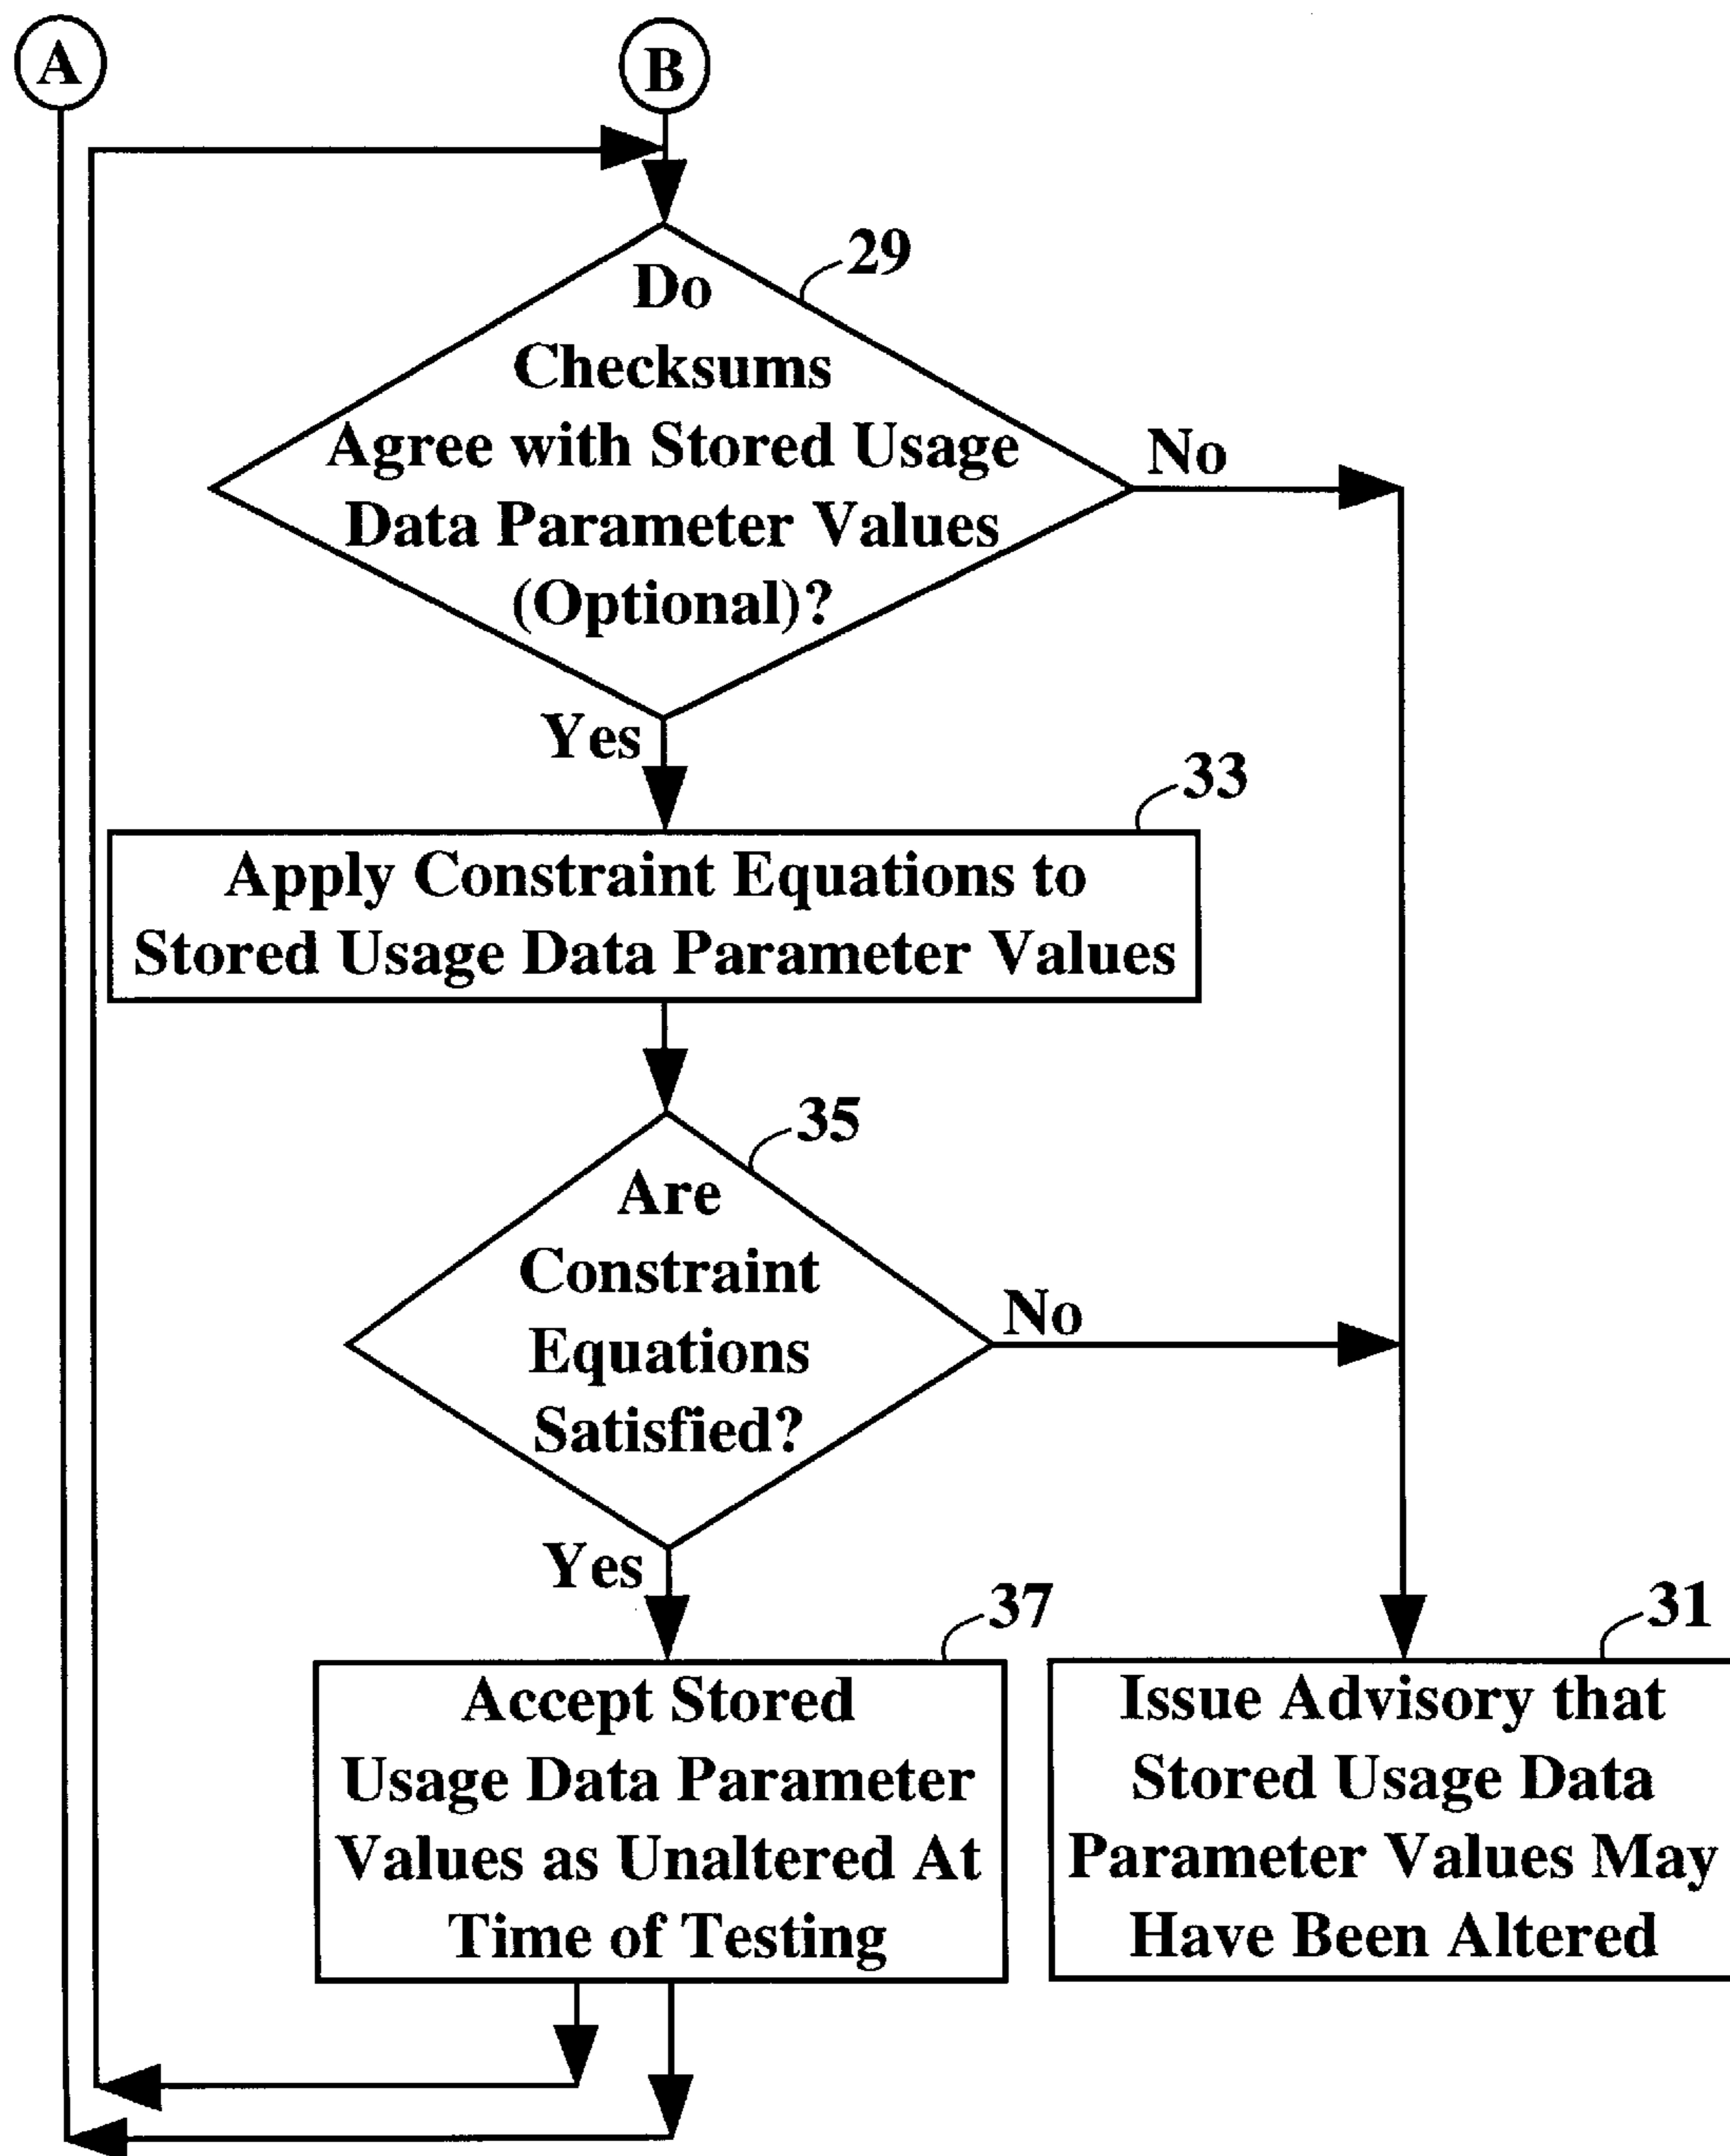 A
B
29
Do
Checksums
Agree with Stored Usage
Data Parameter Values
(Optional)?
No
Yes
33
Apply Constraint Equations to
Stored Usage Data Parameter Values
35
Are
Constraint
Equations
Satisfied?
No
Yes
37
Accept Stored
Usage Data Parameter
Values as Unaltered At
Time of Testing
31
Issue Advisory that
Stored Usage Data
Parameter Values May
Have Been Altered